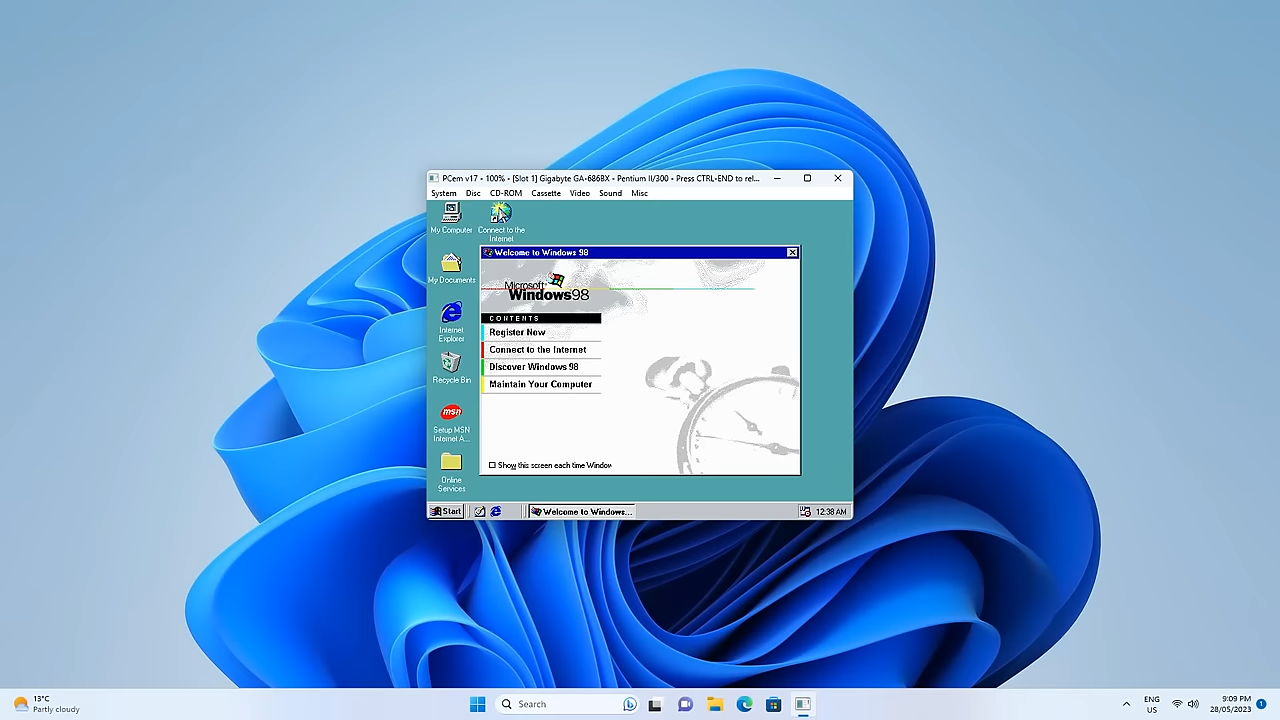 PCem v17 - 100% - [Slot 1] Gigabyte GA-686BX - Pentium II/300 - Press CTRL-END to rel...
System Disc CD-ROM Cassette Video Sound Misc
My Computer
Connect to the
Internet
My Documents
Internet
Explorer
Recycle Bin
msn
Setup MSN
Internet A...
Online
Services
Welcome to Windows 98
Microsoft
Windows98
CONTENTS
Register Now
Connect to the Internet
Discover Windows 98
Maintain Your Computer
Show this screen each time Window
Start
Welcome to Windows...
12:38 AM
13°C
Partly cloudy
Search
ENG
US
9:09 PM
28/05/2023
1